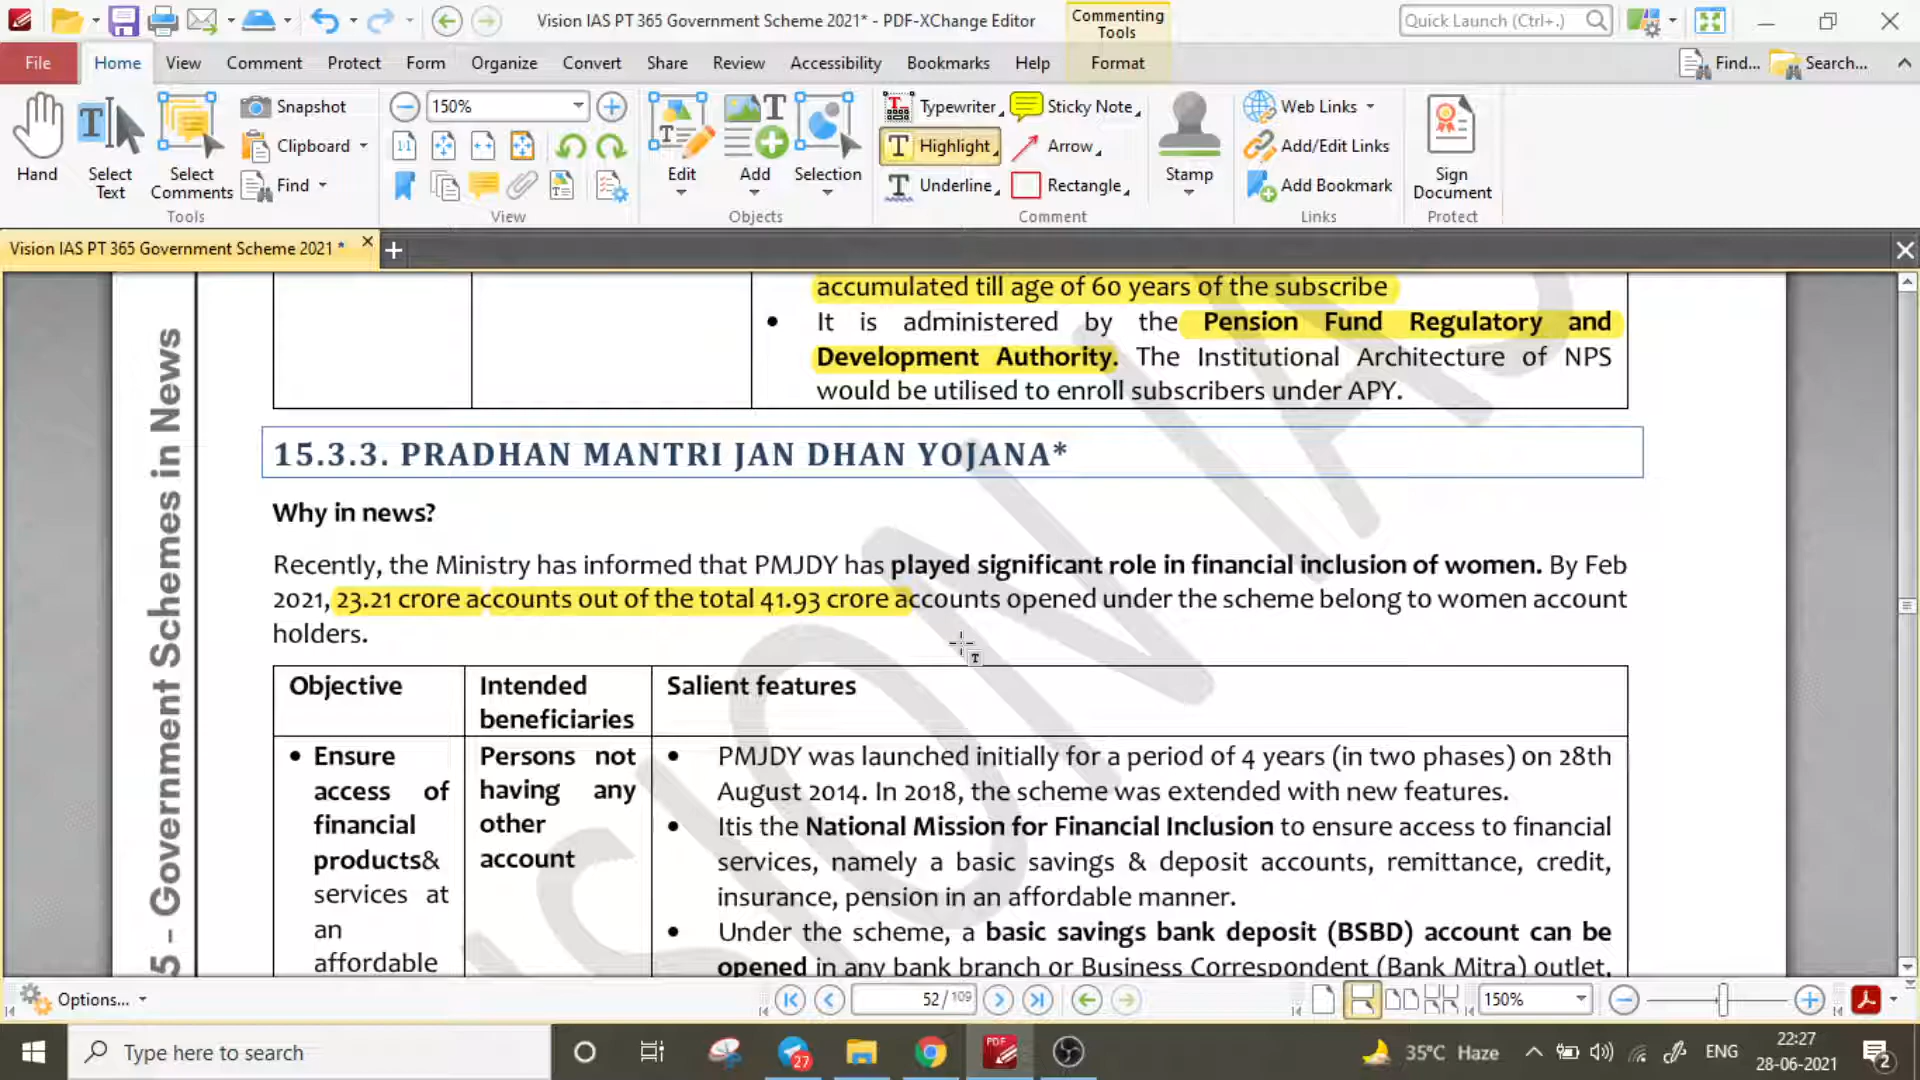 Vision IAS PT 365 Government Scheme 2021* - PDF-XChange Editor
Commenting Tools
Quick Launch (Ctrl+.)
File Home View Comment Protect Form Organize Convert Share Review Accessibility Bookmarks Help Format Find... Search...
Hand
Select Text
Select Comments
Snapshot
Clipboard
Find
Tools
150%
View
Edit
Add
Selection
Objects
Typewriter
Highlight
Underline
Sticky Note
Arrow
Rectangle
Stamp
Comment
Web Links
Add/Edit Links
Add Bookmark
Links
Sign Document
Protect
Vision IAS PT 365 Government Scheme 2021 *
5 - Government Schemes in News
accumulated till age of 60 years of the subscribe
• It is administered by the Pension Fund Regulatory and
Development Authority. The Institutional Architecture of NPS
would be utilised to enroll subscribers under APY.
15.3.3. PRADHAN MANTRI JAN DHAN YOJANA*
Why in news?
Recently, the Ministry has informed that PMJDY has played significant role in financial inclusion of women. By Feb
2021, 23.21 crore accounts out of the total 41.93 crore accounts opened under the scheme belong to women account
holders.
Objective
Intended
beneficiaries
Salient features
• Ensure
access of
financial
products&
services at
an
affordable
Persons not
having any
other
account
• PMJDY was launched initially for a period of 4 years (in two phases) on 28th
August 2014. In 2018, the scheme was extended with new features.
• Itis the National Mission for Financial Inclusion to ensure access to financial
services, namely a basic savings & deposit accounts, remittance, credit,
insurance, pension in an affordable manner.
• Under the scheme, a basic savings bank deposit (BSBD) account can be
opened in any bank branch or Business Correspondent (Bank Mitra) outlet,
VISION IAS
Options...
52 / 109
150%
Type here to search
27
PDF
35°C Haze
ENG
22:27
28-06-2021
2